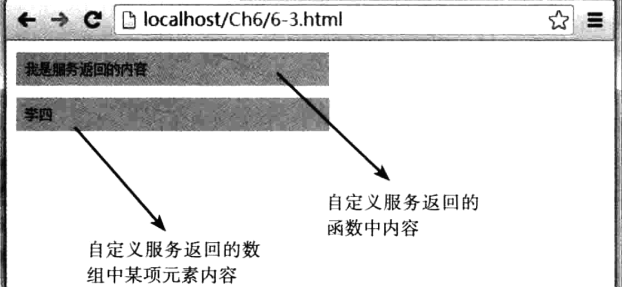 localhost/Ch6/6-3.html
我是服务返回的内容
李四
自定义服务返回的
函数中内容
自定义服务返回的数
组中某项元素内容